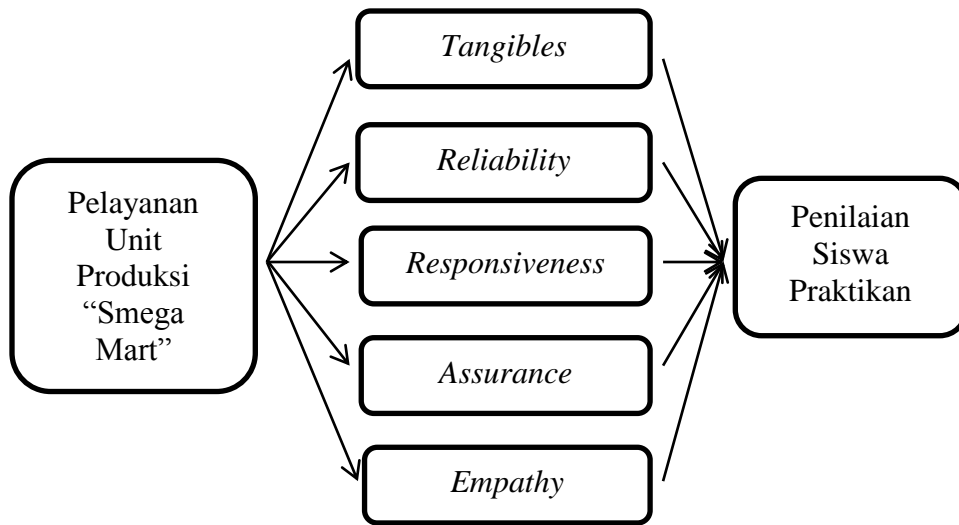 Pelayanan
Unit
Produksi
“Smega
Mart”
Tangibles
Reliability
Responsiveness
Assurance
Empathy
Penilaian
Siswa
Praktikan